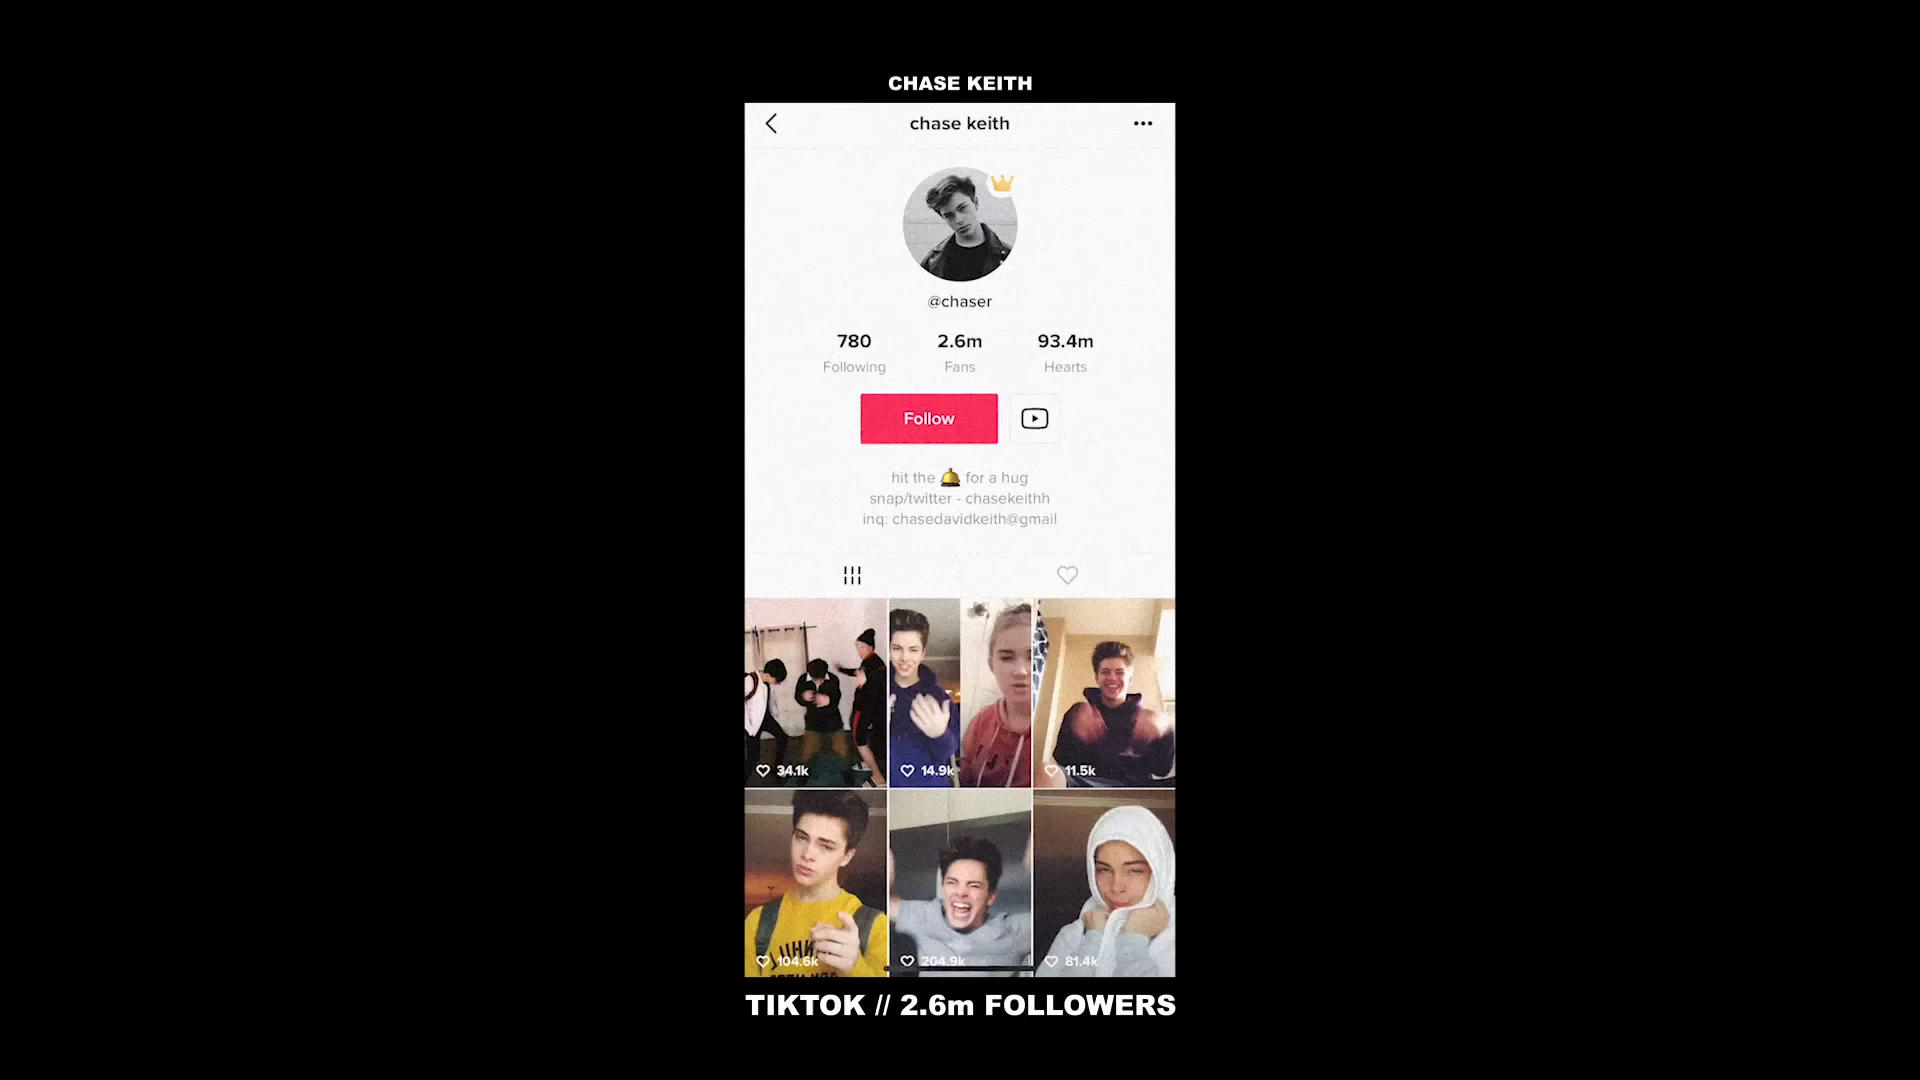 CHASE KEITH
chase keith
@chaser
780 2.6m 93.4m
Following Fans Hearts
Follow
hit the 🛎 for a hug
snap/twitter - chasekeithh
inq: chasedavidkeith@gmail
34.1k 14.9k 11.5k
104.6k 204.9k 81.4k
TIKTOK // 2.6m FOLLOWERS